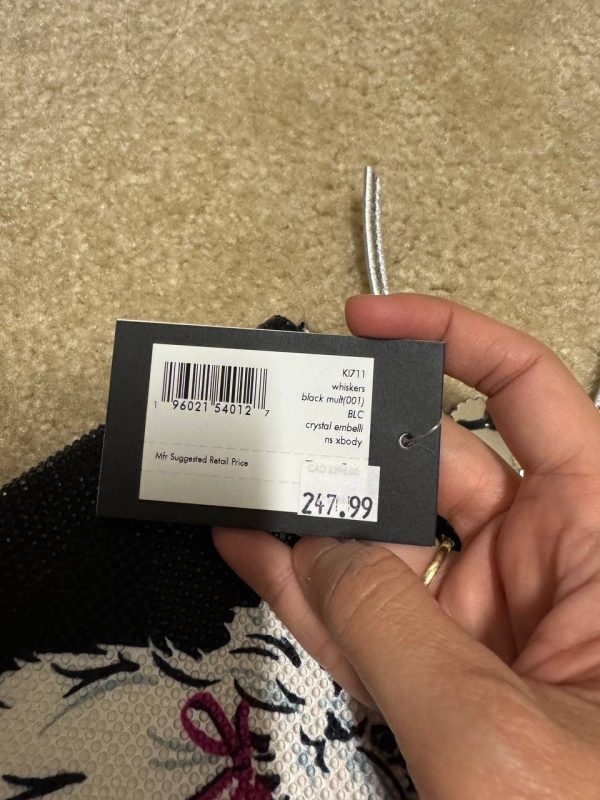 KI711
whiskers
black mult(001)
BLC
crystal embelli
ns xbody
1 96021 54012 7
Mfr Suggested Retail Price
247.99